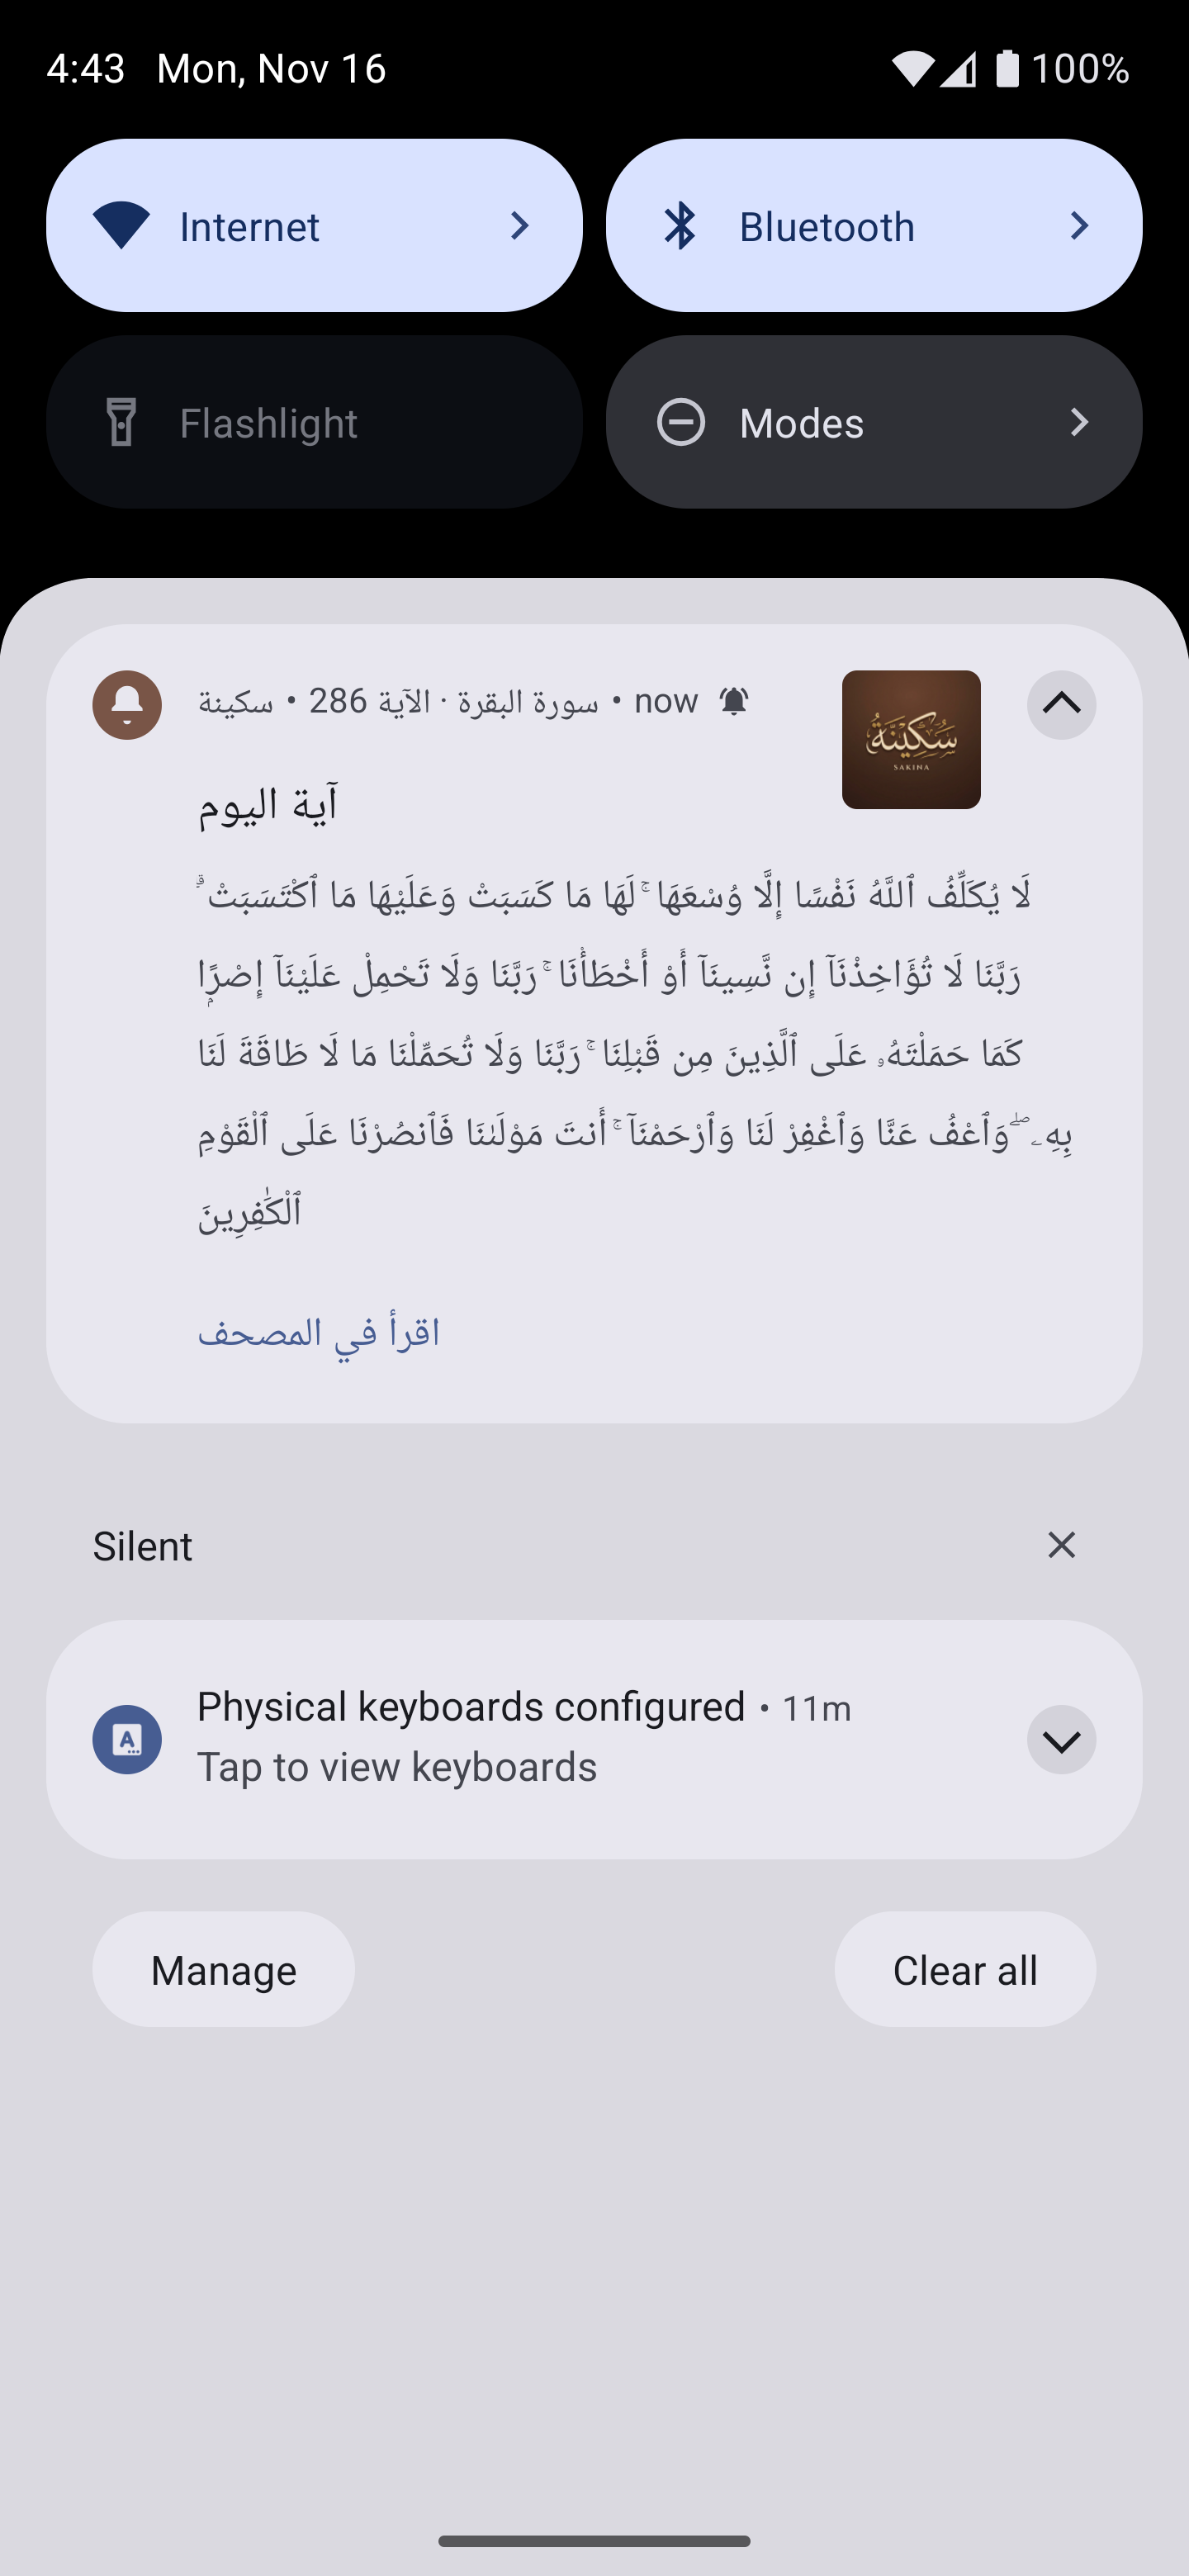 4:43 Mon, Nov 16 100%
Internet
Bluetooth
Flashlight
Modes
سكينة • سورة البقرة · الآية 286 • now
سَكِينَةُ
SAKINA
آية اليوم
لَا يُكَلِّفُ ٱللَّهُ نَفْسًا إِلَّا وُسْعَهَا ۚ لَهَا مَا كَسَبَتْ وَعَلَيْهَا مَا ٱكْتَسَبَتْ ۗ
رَبَّنَا لَا تُؤَاخِذْنَآ إِن نَّسِينَآ أَوْ أَخْطَأْنَا ۚ رَبَّنَا وَلَا تَحْمِلْ عَلَيْنَآ إِصْرًۭا
كَمَا حَمَلْتَهُۥ عَلَى ٱلَّذِينَ مِن قَبْلِنَا ۚ رَبَّنَا وَلَا تُحَمِّلْنَا مَا لَا طَاقَةَ لَنَا
بِهِۦ ۖ وَٱعْفُ عَنَّا وَٱغْفِرْ لَنَا وَٱرْحَمْنَآ ۚ أَنتَ مَوْلَىٰنَا فَٱنصُرْنَا عَلَى ٱلْقَوْمِ
ٱلْكَـٰفِرِينَ
اقرأ في المصحف
Silent
Physical keyboards configured • 11m
Tap to view keyboards
Manage
Clear all